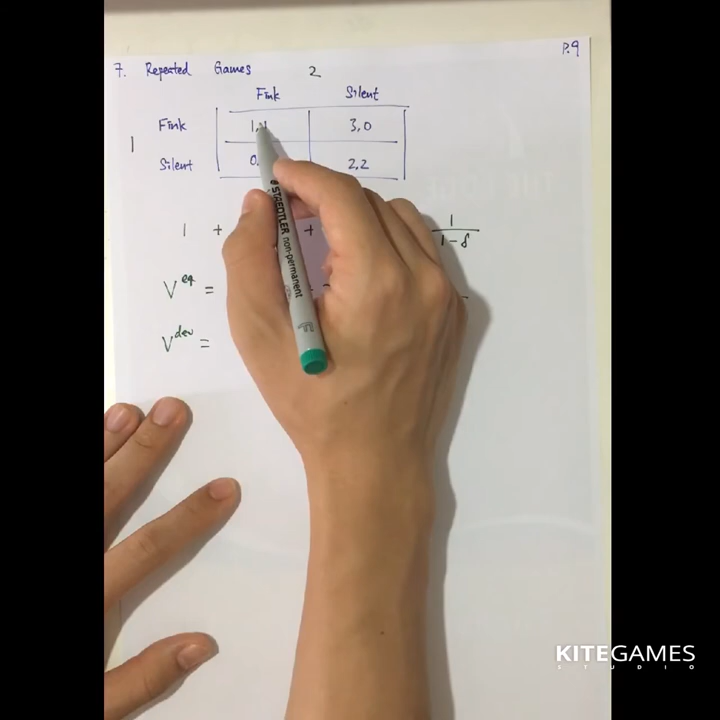 P.9
7. Repeated Games 2
Fink Silent
Fink 1, 3,0
1
Silent 0, 2,2
1 + + 1/1-δ
V^eq =
V^dev =
STAEDTLER non-permanent
F
KITEGAMES
STUDIO